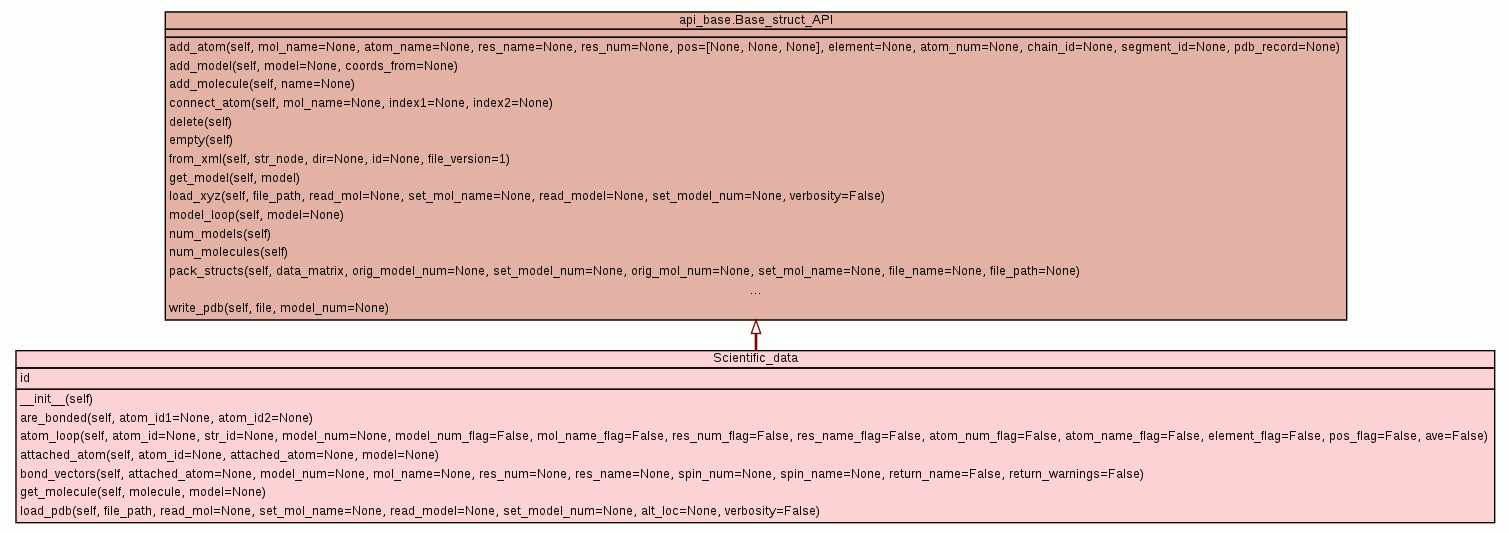 api_base.Base_struct_API
add_atom(self, mol_name=None, atom_name=None, res_name=None, res_num=None, pos=[None, None, None], element=None, atom_num=None, chain_id=None, segment_id=None, pdb_record=None)
add_model(self, model=None, coords_from=None)
add_molecule(self, name=None)
connect_atom(self, mol_name=None, index1=None, index2=None)
delete(self)
empty(self)
from_xml(self, str_node, dir=None, id=None, file_version=1)
get_model(self, model)
load_xyz(self, file_path, read_mol=None, set_mol_name=None, read_model=None, set_model_num=None, verbosity=False)
model_loop(self, model=None)
num_models(self)
num_molecules(self)
pack_structs(self, data_matrix, orig_model_num=None, set_model_num=None, orig_mol_num=None, set_mol_name=None, file_name=None, file_path=None)
...
write_pdb(self, file, model_num=None)
Scientific_data
id
__init__(self)
are_bonded(self, atom_id1=None, atom_id2=None)
atom_loop(self, atom_id=None, str_id=None, model_num=None, model_num_flag=False, mol_name_flag=False, res_num_flag=False, res_name_flag=False, atom_num_flag=False, atom_name_flag=False, element_flag=False, pos_flag=False, ave=False)
attached_atom(self, atom_id=None, attached_atom=None, model=None)
bond_vectors(self, attached_atom=None, model_num=None, mol_name=None, res_num=None, res_name=None, spin_num=None, spin_name=None, return_name=False, return_warnings=False)
get_molecule(self, molecule, model=None)
load_pdb(self, file_path, read_mol=None, set_mol_name=None, read_model=None, set_model_num=None, alt_loc=None, verbosity=False)